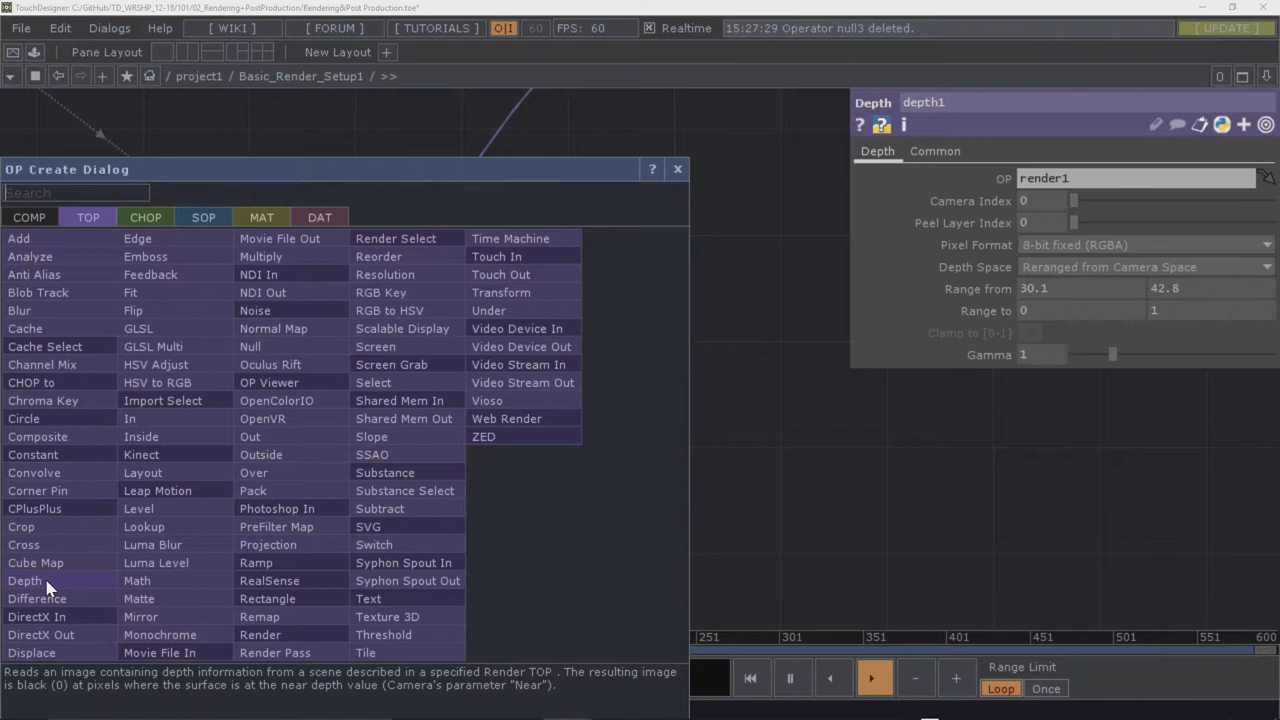 TouchDesigner: C:/GitHub/TD_WRSHP_12-18/101/02_Rendering+PostProduction/Rendering&Post Production.toe*
File Edit Dialogs Help [ WIKI ] [ FORUM ] [ TUTORIALS ] O|I 60 FPS: 60 Realtime 15:27:29 Operator null3 deleted. [ UPDATE ]
Pane Layout New Layout +
/ project1 / Basic_Render_Setup1 / >> 0
Depth depth1
? ? i
Depth Common
OP render1
Camera Index 0
Peel Layer Index 0
Pixel Format 8-bit fixed (RGBA)
Depth Space Reranged from Camera Space
Range from 30.1 42.8
Range to 0 1
Clamp to [0-1]
Gamma 1
OP Create Dialog ? x
Search
COMP TOP CHOP SOP MAT DAT
Add Edge Movie File Out Render Select Time Machine
Analyze Emboss Multiply Reorder Touch In
Anti Alias Feedback NDI In Resolution Touch Out
Blob Track Fit NDI Out RGB Key Transform
Blur Flip Noise RGB to HSV Under
Cache GLSL Normal Map Scalable Display Video Device In
Cache Select GLSL Multi Null Screen Video Device Out
Channel Mix HSV Adjust Oculus Rift Screen Grab Video Stream In
CHOP to HSV to RGB OP Viewer Select Video Stream Out
Chroma Key Import Select OpenColorIO Shared Mem In Vioso
Circle In OpenVR Shared Mem Out Web Render
Composite Inside Out Slope ZED
Constant Kinect Outside SSAO
Convolve Layout Over Substance
Corner Pin Leap Motion Pack Substance Select
CPlusPlus Level Photoshop In Subtract
Crop Lookup PreFilter Map SVG
Cross Luma Blur Projection Switch
Cube Map Luma Level Ramp Syphon Spout In
Depth Math RealSense Syphon Spout Out
Difference Matte Rectangle Text
DirectX In Mirror Remap Texture 3D
DirectX Out Monochrome Render Threshold
Displace Movie File In Render Pass Tile
Reads an image containing depth information from a scene described in a specified Render TOP . The resulting image
is black (0) at pixels where the surface is at the near depth value (Camera's parameter "Near").
251 301 351 401 451 501 551 600
Range Limit
Loop Once